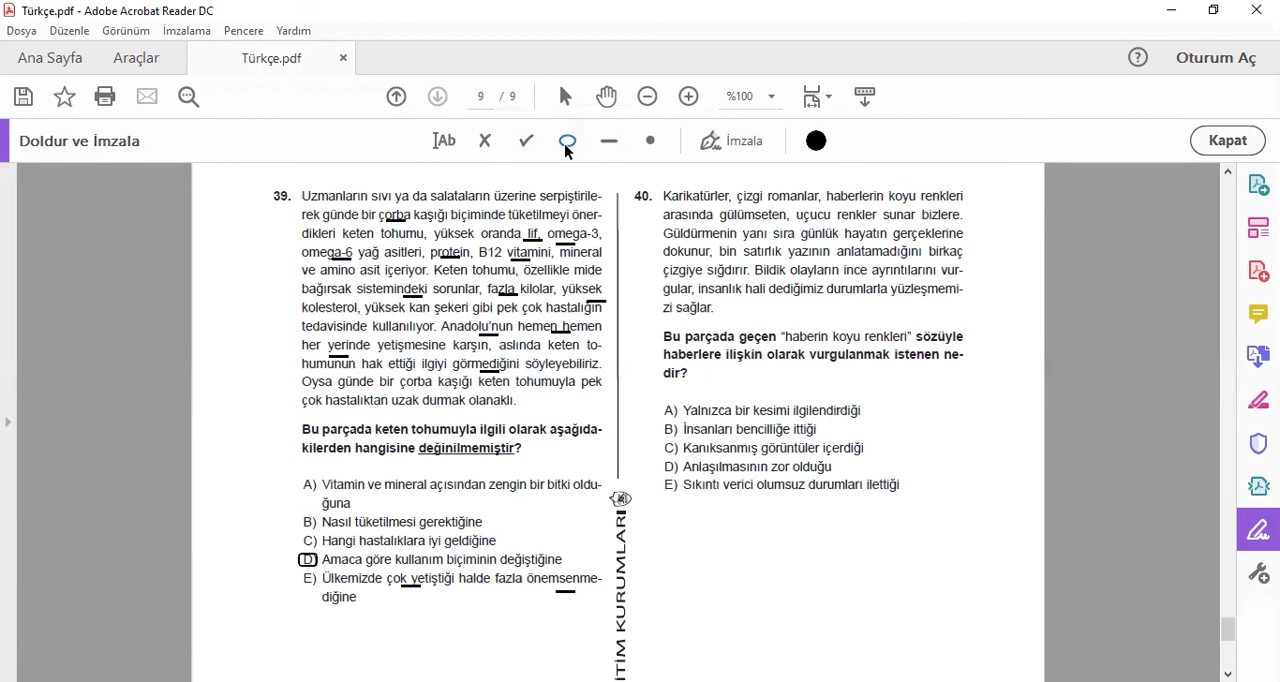 Türkçe.pdf - Adobe Acrobat Reader DC
Dosya Düzenle Görünüm İmzalama Pencere Yardım
Ana Sayfa Araçlar Türkçe.pdf × ? Oturum Aç
9 / 9 %100
Doldur ve İmzala Ab İmzala Kapat
39. Uzmanların sıvı ya da salataların üzerine serpiştirile-
rek günde bir çorba kaşığı biçiminde tüketilmeyi öner-
dikleri keten tohumu, yüksek oranda lif, omega-3,
omega-6 yağ asitleri, protein, B12 vitamini, mineral
ve amino asit içeriyor. Keten tohumu, özellikle mide
bağırsak sistemindeki sorunlar, fazla kilolar, yüksek
kolesterol, yüksek kan şekeri gibi pek çok hastalığın
tedavisinde kullanılıyor. Anadolu'nun hemen hemen
her yerinde yetişmesine karşın, aslında keten to-
humunun hak ettiği ilgiyi görmediğini söyleyebiliriz.
Oysa günde bir çorba kaşığı keten tohumuyla pek
çok hastalıktan uzak durmak olanaklı.
Bu parçada keten tohumuyla ilgili olarak aşağıda-
kilerden hangisine değinilmemiştir?
A) Vitamin ve mineral açısından zengin bir bitki oldu-
ğuna
B) Nasıl tüketilmesi gerektiğine
C) Hangi hastalıklara iyi geldiğine
D) Amaca göre kullanım biçiminin değiştiğine
E) Ülkemizde çok yetiştiği halde fazla önemsenme-
diğine
İTİM KURUMLARI
40. Karikatürler, çizgi romanlar, haberlerin koyu renkleri
arasında gülümseten, uçucu renkler sunar bizlere.
Güldürmenin yanı sıra günlük hayatın gerçeklerine
dokunur, bin satırlık yazının anlatamadığını birkaç
çizgiye sığdırır. Bildik olayların ince ayrıntılarını vur-
gular, insanlık hali dediğimiz durumlarla yüzleşmemi-
zi sağlar.
Bu parçada geçen “haberin koyu renkleri” sözüyle
haberlere ilişkin olarak vurgulanmak istenen ne-
dir?
A) Yalnızca bir kesimi ilgilendirdiği
B) İnsanları bencilliğe ittiği
C) Kanıksanmış görüntüler içerdiği
D) Anlaşılmasının zor olduğu
E) Sıkıntı verici olumsuz durumları ilettiği